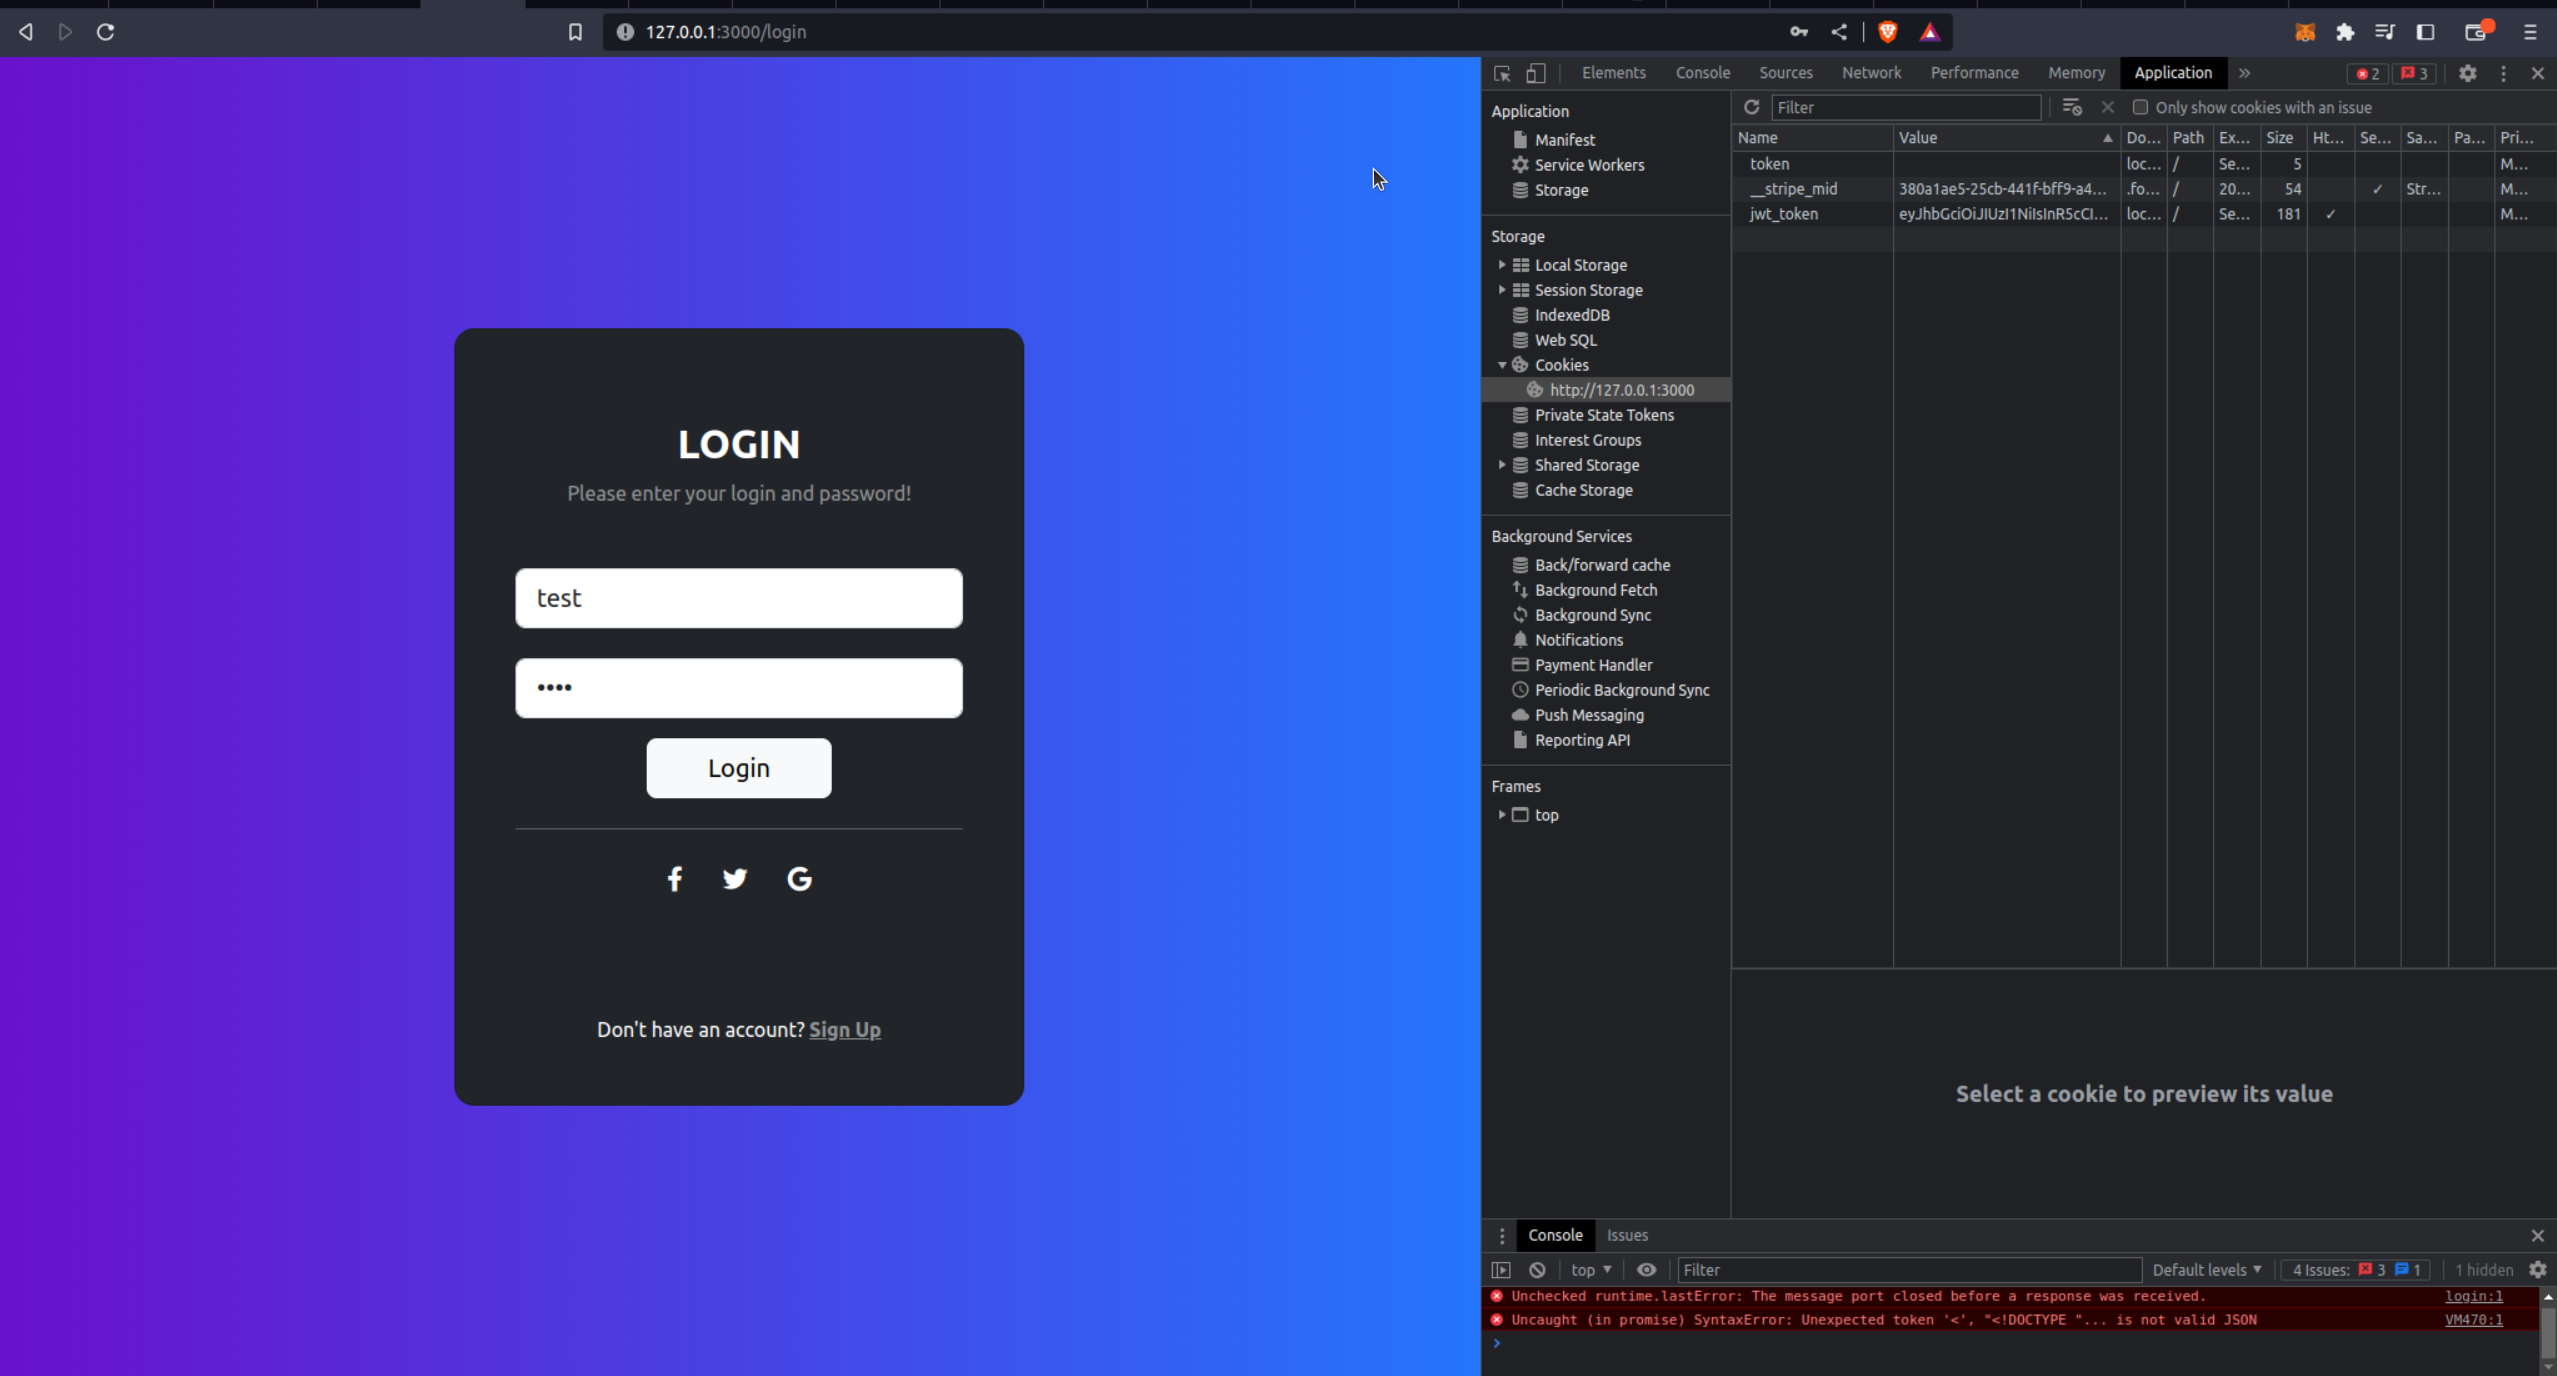 127.0.0.1:3000/login
LOGIN
Please enter your login and password!
test
••••
Login
Don't have an account? Sign Up
Elements Console Sources Network Performance Memory Application » 2 3
Application
Manifest
Service Workers
Storage
Storage
Local Storage
Session Storage
IndexedDB
Web SQL
Cookies
http://127.0.0.1:3000
Private State Tokens
Interest Groups
Shared Storage
Cache Storage
Background Services
Back/forward cache
Background Fetch
Background Sync
Notifications
Payment Handler
Periodic Background Sync
Push Messaging
Reporting API
Frames
top
Filter Only show cookies with an issue
Name Value Do... Path Ex... Size Ht... Se... Sa... Pa... Pri...
token loc... / Se... 5 M...
__stripe_mid 380a1ae5-25cb-441f-bff9-a4... .fo... / 20... 54 ✓ Str... M...
jwt_token eyJhbGciOiJIUzI1NiIsInR5cCI... loc... / Se... 181 ✓ M...
Select a cookie to preview its value
Console Issues
top Filter Default levels 4 Issues: 3 1 1 hidden
Unchecked runtime.lastError: The message port closed before a response was received. login:1
Uncaught (in promise) SyntaxError: Unexpected token '<', "<!DOCTYPE "... is not valid JSON VM470:1